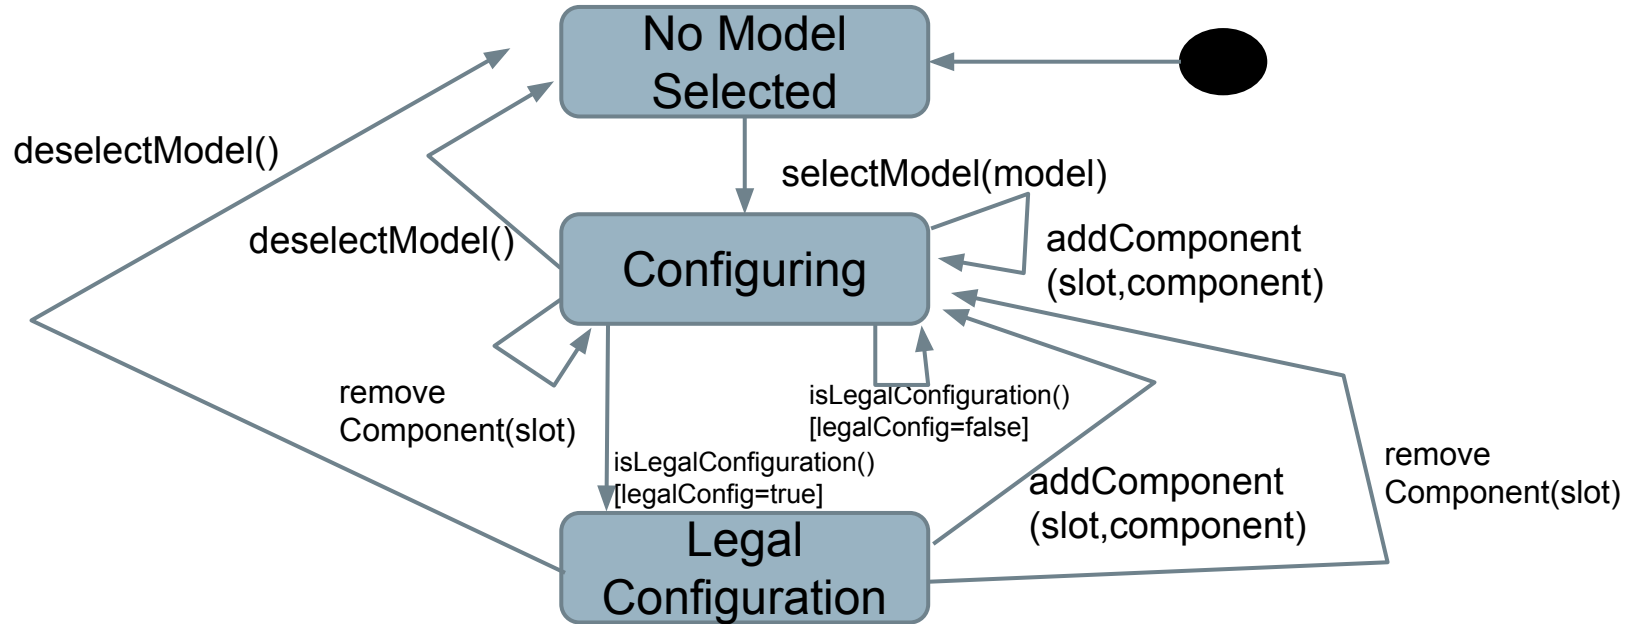 No Model
Selected
deselectModel()
selectModel(model)
deselectModel()
addComponent
(slot,component)
Configuring
remove
Component(slot)
isLegalConfiguration()
[legalConfig=false]
isLegalConfiguration()
[legalConfig=true]
addComponent
(slot,component)
remove
Component(slot)
Legal
Configuration